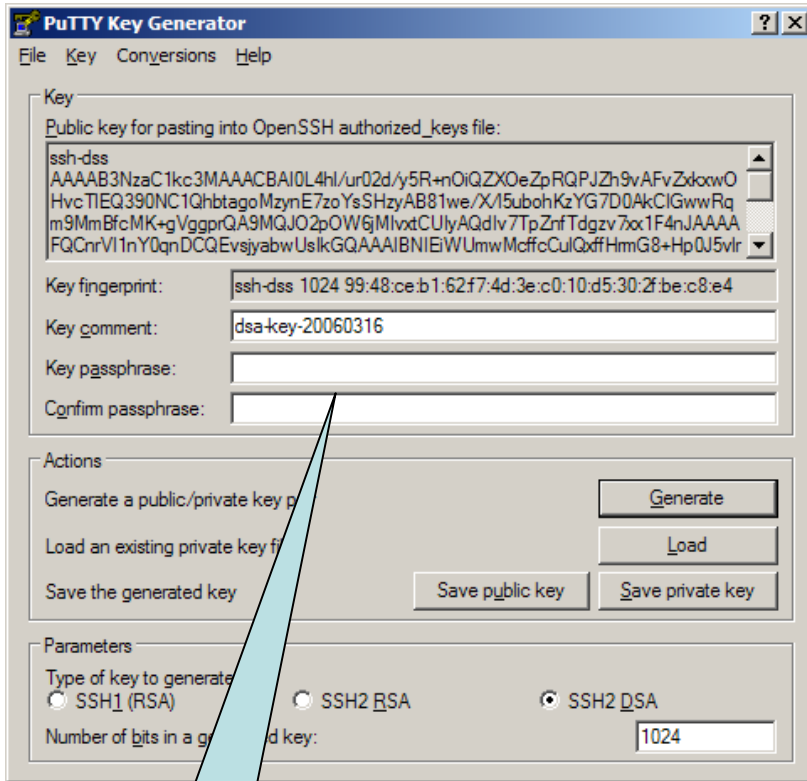 PuTTY Key Generator
File Key Conversions Help
Key
Public key for pasting into OpenSSH authorized_keys file:
ssh-dss
AAAAB3NzaC1kc3MAAACBAI0L4hI/ur02d/y5R+nOiQZXOeZpRQPJZh9vAFvZxkxwO
HvcTIEQ390NC1QhbtagoMzynE7zoYsSHzyAB81we/X/I5ubohKzYG7D0AkCIGwwRq
m9MmBfcMK+gVggprQA9MQJO2pOW6jMIvxtCUIyAQdIv7TpZnfTdgzv7xx1F4nJAAAA
FQCnrVI1nY0qnDCQEvsjyabwUsIkGQAAAIBNIEiWUmwMcffcCuIQxffHrmG8+Hp0J5vIr
Key fingerprint: ssh-dss 1024 99:48:ce:b1:62:f7:4d:3e:c0:10:d5:30:2f:be:c8:e4
Key comment: dsa-key-20060316
Key passphrase:
Confirm passphrase:
Actions
Generate a public/private key p Generate
Load an existing private key fi Load
Save the generated key Save public key Save private key
Parameters
Type of key to generate
SSH1 (RSA) SSH2 RSA SSH2 DSA
Number of bits in a g d key: 1024